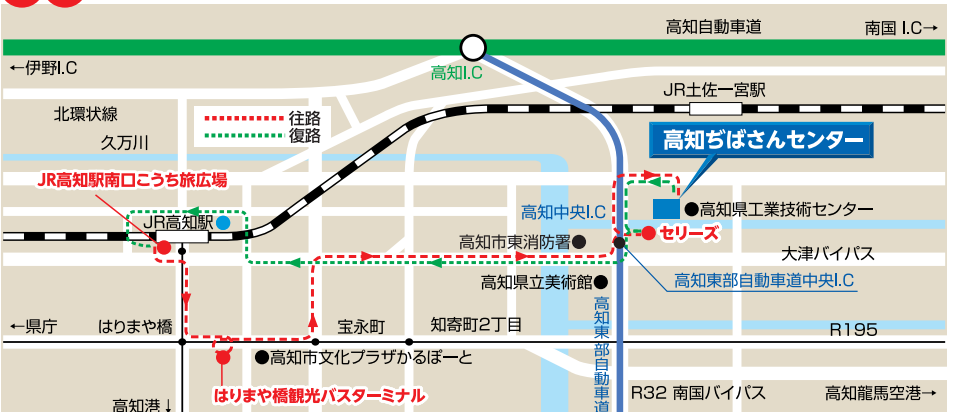 高知自動車道
南国 I.C→
←伊野I.C
高知I.C
JR土佐一宮駅
北環状線
往路
復路
久万川
高知ぢばさんセンター
JR高知駅南口こうち旅広場
JR高知駅
高知中央I.C
●高知県工業技術センター
高知市東消防署●
セリーズ
大津バイパス
高知県立美術館●
高知東部自動車道中央I.C
←県庁
はりまや橋
宝永町
知寄町2丁目
高知東部自動車道
R195
●高知市文化プラザかるぽーと
はりまや橋観光バスターミナル
R32 南国バイパス
高知龍馬空港→
高知港↓